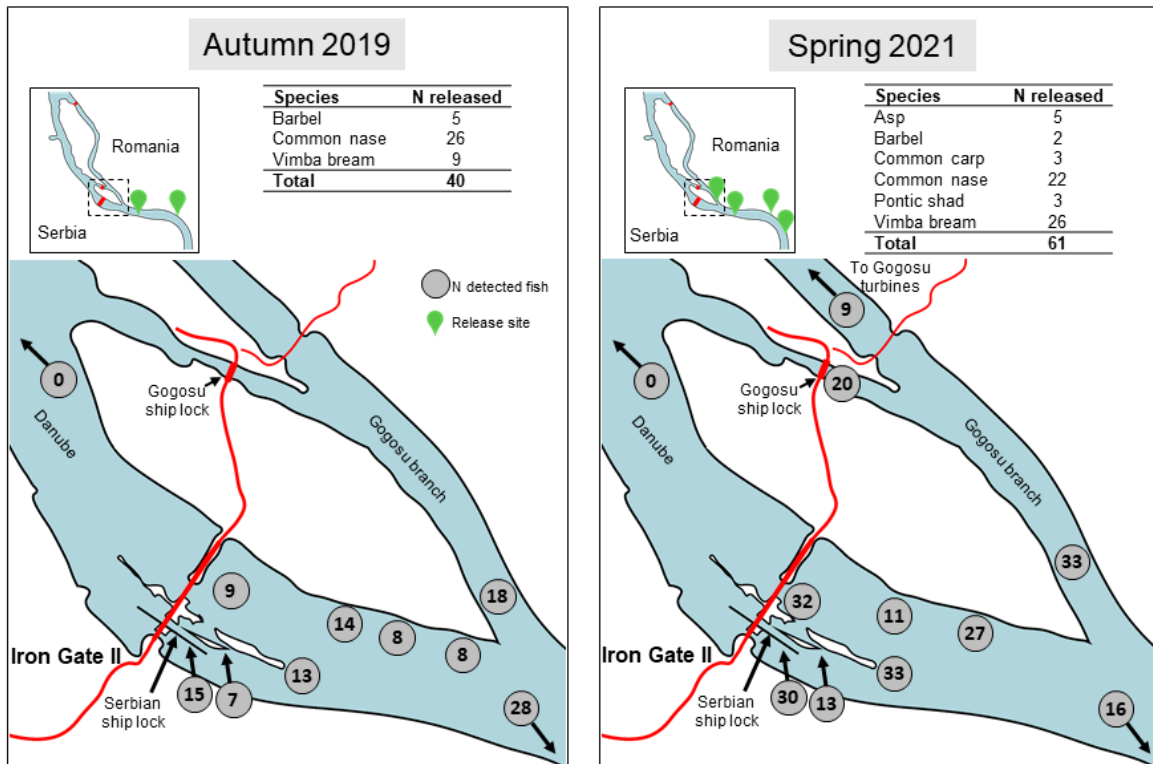 Autumn 2019
Species N released
Barbel 5
Common nase 26
Vimba bream 9
Total 40
Romania
Serbia
N detected fish
Release site
0
Gogosu
ship lock
Danube
Gogosu branch
9
18
14
8
8
Iron Gate II
13
Serbian
ship lock
15
7
28
Spring 2021
Species N released
Asp 5
Barbel 2
Common carp 3
Common nase 22
Pontic shad 3
Vimba bream 26
Total 61
Romania
Serbia
To Gogosu
turbines
9
0
Gogosu
ship lock
20
Danube
Gogosu branch
33
32
11
27
Iron Gate II
33
Serbian
ship lock
30
13
16